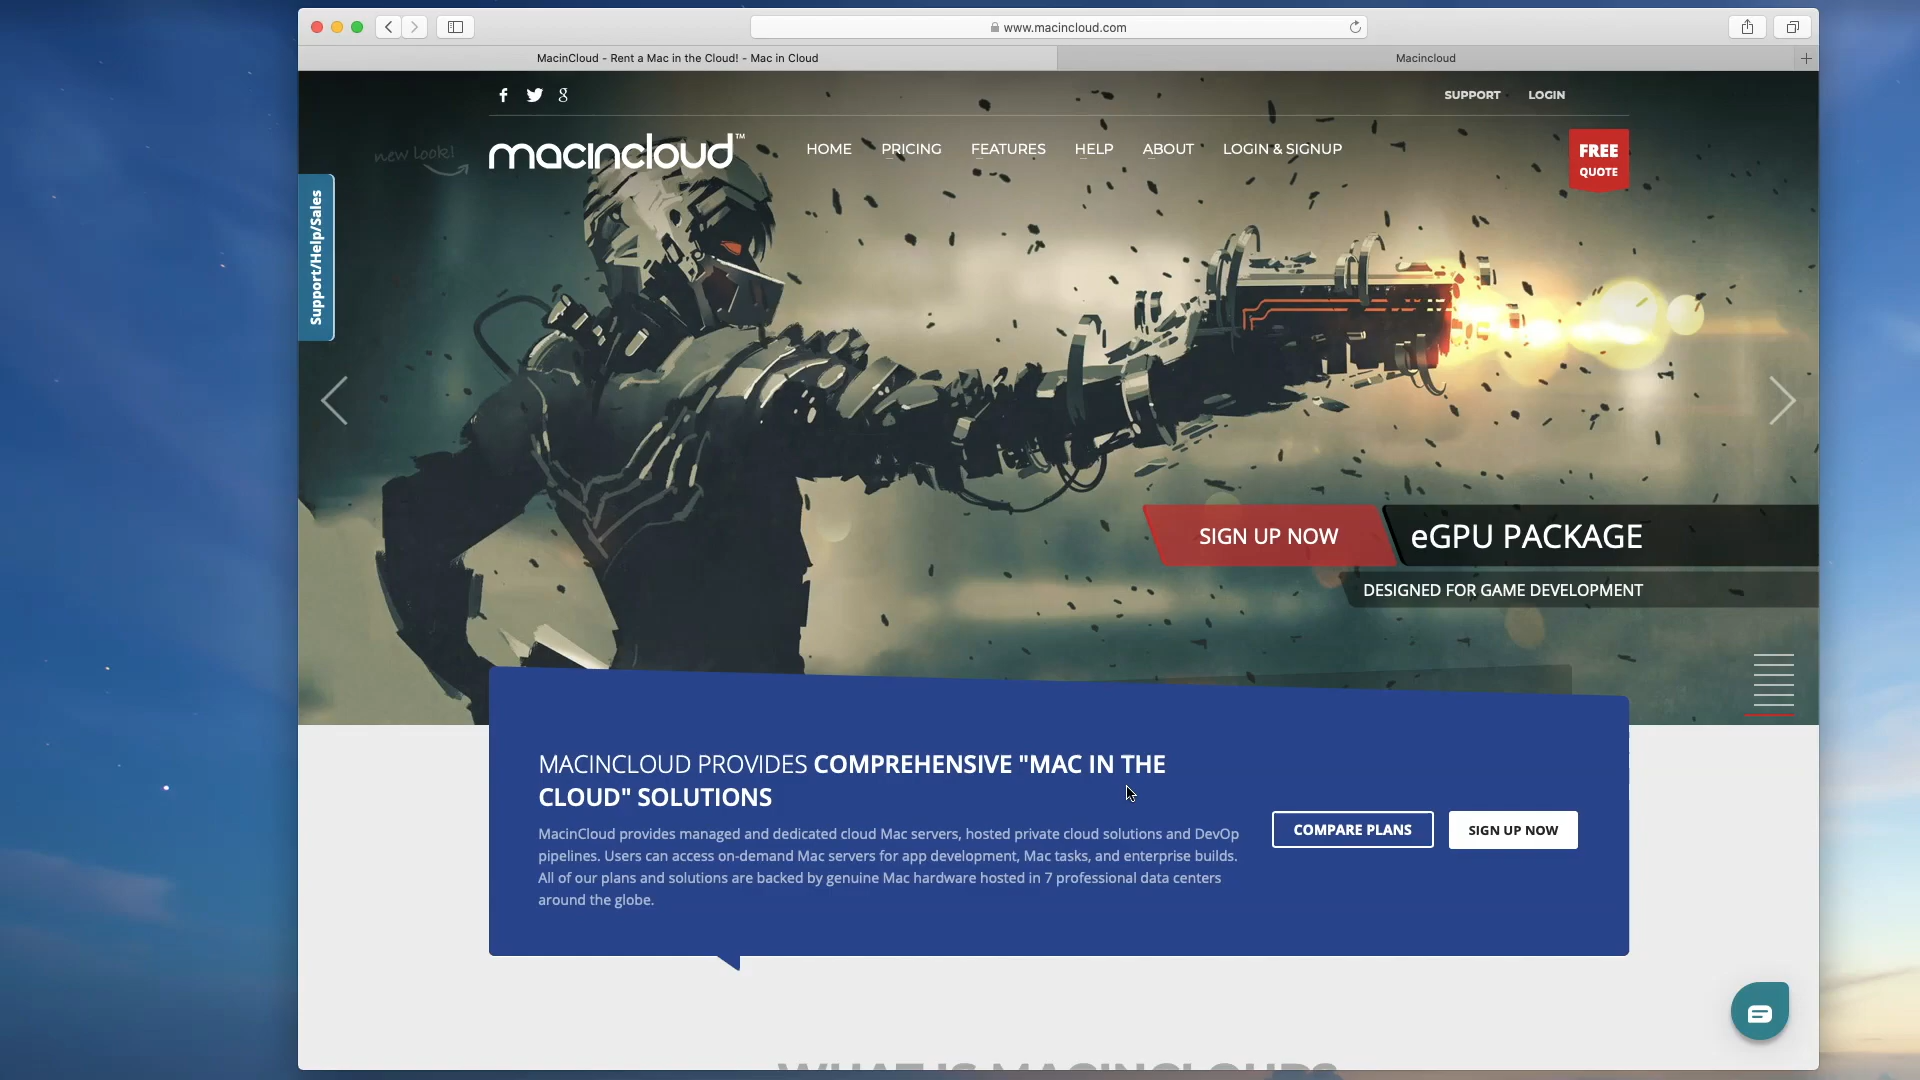 www.macincloud.com
MacinCloud - Rent a Mac in the Cloud! - Mac in Cloud
Macincloud
SUPPORT
LOGIN
new look!
macincloud™
HOME
PRICING
FEATURES
HELP
ABOUT
LOGIN & SIGNUP
FREE
QUOTE
Support/Help/Sales
SIGN UP NOW
eGPU PACKAGE
DESIGNED FOR GAME DEVELOPMENT
MACINCLOUD PROVIDES COMPREHENSIVE "MAC IN THE
CLOUD" SOLUTIONS
MacinCloud provides managed and dedicated cloud Mac servers, hosted private cloud solutions and DevOp
pipelines. Users can access on-demand Mac servers for app development, Mac tasks, and enterprise builds.
All of our plans and solutions are backed by genuine Mac hardware hosted in 7 professional data centers
around the globe.
COMPARE PLANS
SIGN UP NOW
WHAT IS MACINCLOUD?